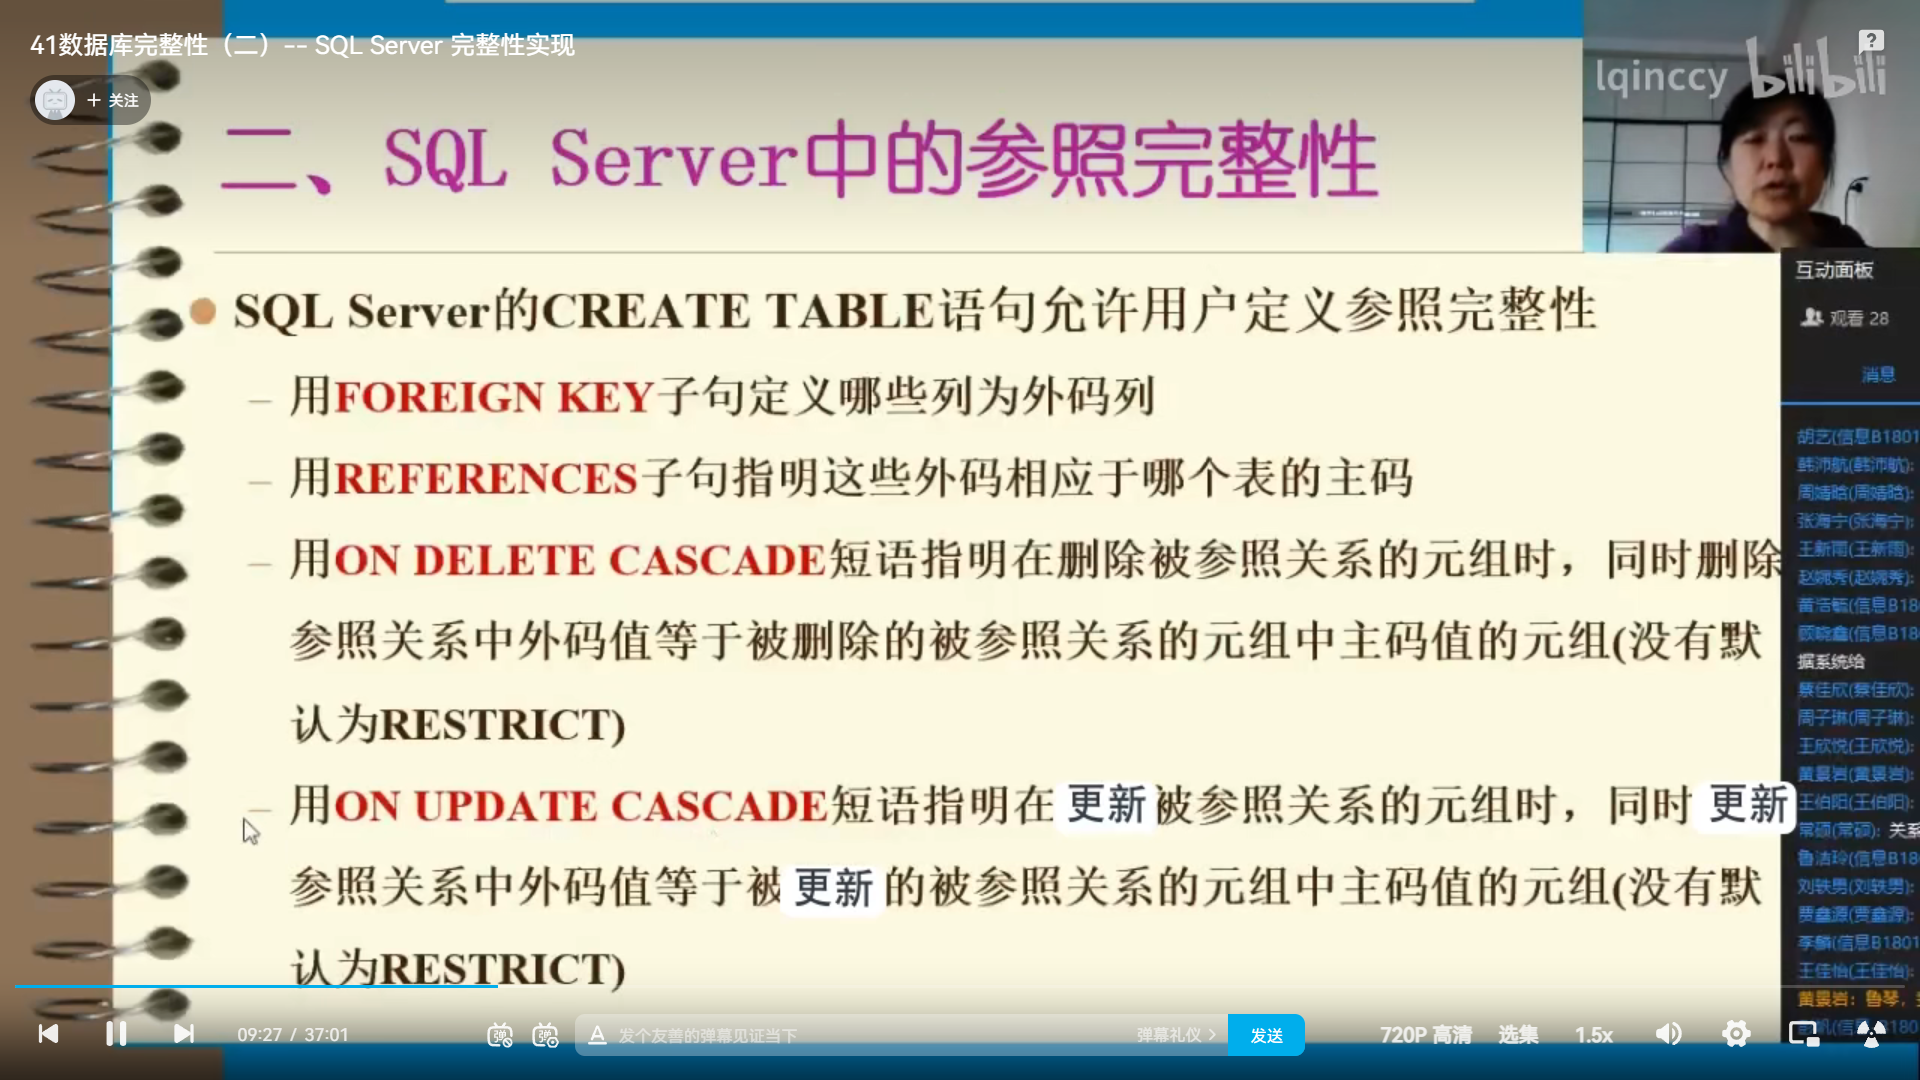 41数据库完整性（二）-- SQL Server 完整性实现
+ 关注
lqinccy bilibili
二、SQL Server中的参照完整性
SQL Server的CREATE TABLE语句允许用户定义参照完整性
– 用FOREIGN KEY子句定义哪些列为外码列
– 用REFERENCES子句指明这些外码相应于哪个表的主码
– 用ON DELETE CASCADE短语指明在删除被参照关系的元组时，同时删除
参照关系中外码值等于被删除的被参照关系的元组中主码值的元组(没有默
认为RESTRICT)
– 用ON UPDATE CASCADE短语指明在 更新 被参照关系的元组时，同时 更新
参照关系中外码值等于被 更新 的被参照关系的元组中主码值的元组(没有默
认为RESTRICT)
互动面板
观看 28
消息
胡艺(信息B1801
韩沛航(韩沛航):
周婧晗(周婧晗):
张海宁(张海宁):
王新雨(王新雨):
赵婉秀(赵婉秀):
黄浩毓(信息B18
顾晓鑫(信息B18
据系统给
蔡佳欣(蔡佳欣):
周子琳(周子琳):
王欣悦(王欣悦):
黄景岩(黄景岩):
王伯阳(王伯阳):
常硕(常硕): 关系
鲁洁玲(信息B18
刘轶男(刘轶男):
贾鑫源(贾鑫源):
李麟(信息B1801
王佳怡(王佳怡):
黄景岩: 鲁琴,
09:27 / 37:01
弹
弹
A 发个友善的弹幕见证当下
弹幕礼仪 >
发送
720P 高清
选集
1.5x